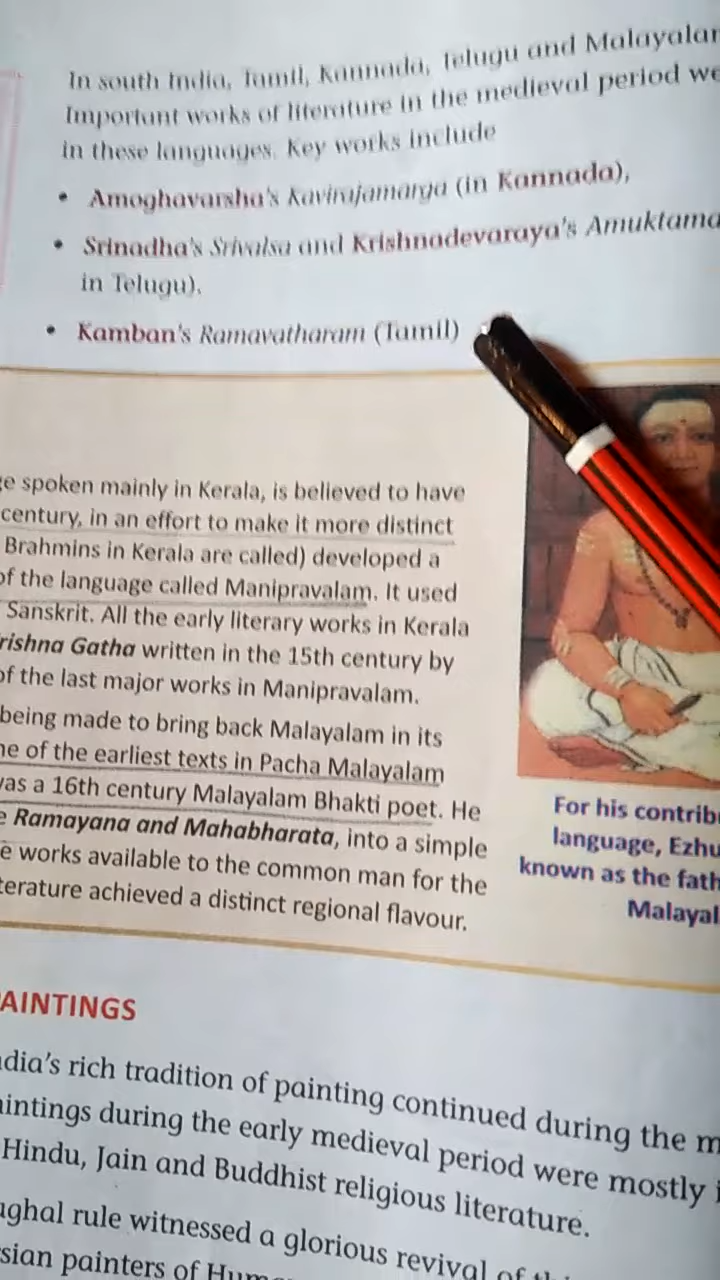 In south India, Tamil, Kannada, Telugu and Malayalam
Important works of literature in the medieval period we
in these languages. Key works include
• Amoghavarsha's Kavirajamarga (in Kannada),
• Srinadha's Srivalsa and Krishnadevaraya's Amuktama
in Telugu).
• Kamban's Ramavatharam (Tamil)
ge spoken mainly in Kerala, is believed to have
century, in an effort to make it more distinct
Brahmins in Kerala are called) developed a
of the language called Manipravalam. It used
Sanskrit. All the early literary works in Kerala
rishna Gatha written in the 15th century by
of the last major works in Manipravalam.
being made to bring back Malayalam in its
ne of the earliest texts in Pacha Malayalam
was a 16th century Malayalam Bhakti poet. He
e Ramayana and Mahabharata, into a simple
e works available to the common man for the
terature achieved a distinct regional flavour.
For his contribu
language, Ezhu
known as the fath
Malayal
PAINTINGS
ndia's rich tradition of painting continued during the m
aintings during the early medieval period were mostly i
Hindu, Jain and Buddhist religious literature.
ughal rule witnessed a glorious revival of
sian painters of Hum